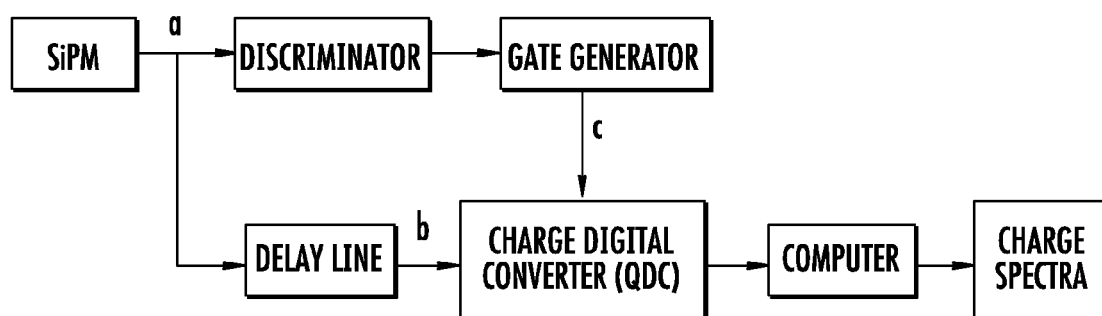 a
SiPM
DISCRIMINATOR
GATE GENERATOR
c
b
DELAY LINE
CHARGE DIGITAL
CONVERTER (QDC)
COMPUTER
CHARGE
SPECTRA